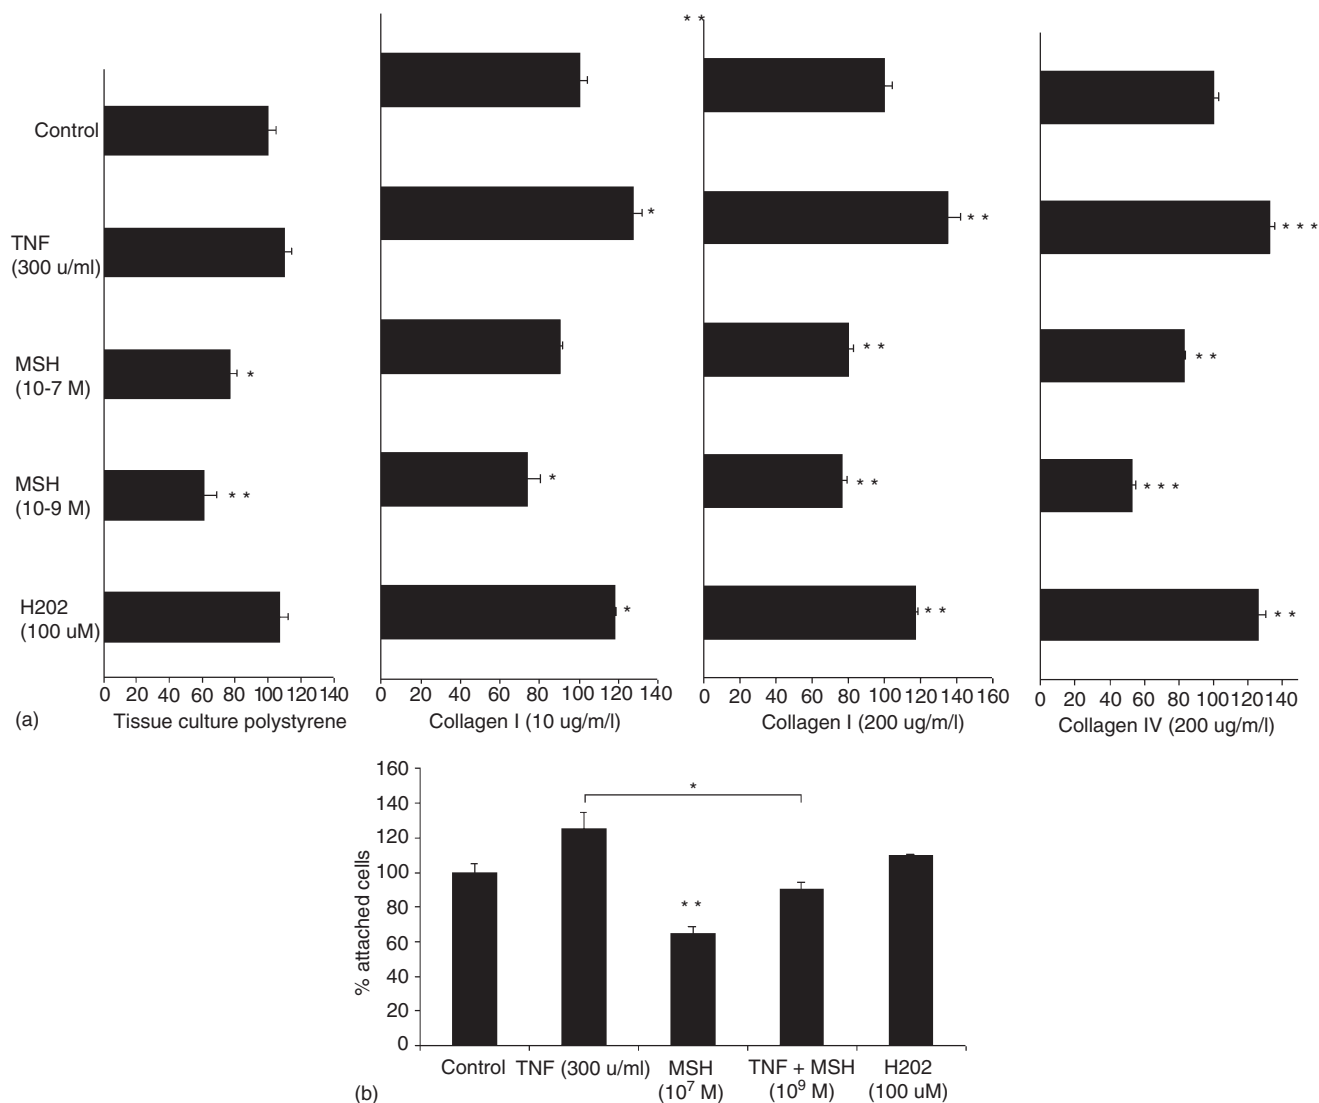 * *
Control
TNF
(300 u/ml)
MSH
(10-7 M)
MSH
(10-9 M)
H202
(100 uM)
*
* *
0 20 40 60 80 100 120 140
Tissue culture polystyrene
*
*
*
0 20 40 60 80 100 120 140
Collagen I (10 ug/m/l)
* *
* *
* *
* *
0 20 40 60 80 100 120 140 160
Collagen I (200 ug/m/l)
* * *
* *
* * *
* *
0 20 40 60 80 100 120 140
Collagen IV (200 ug/m/l)
(a)
% attached cells
160
140
120
100
80
60
40
20
0
*
* *
Control
TNF (300 u/ml)
MSH
(10⁷ M)
TNF + MSH
(10⁹ M)
H202
(100 uM)
(b)